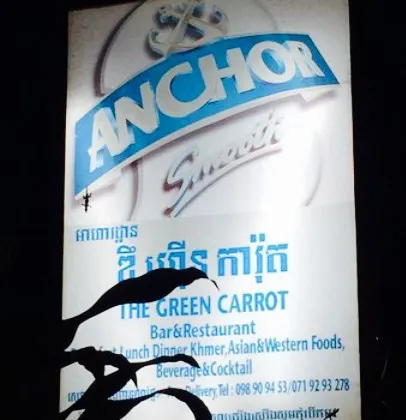 ANCHOR
Smooth
អាហារដ្ឋាន
ឌឹ ហ្គ្រីន ការ៉ុត
THE GREEN CARROT
Bar&Restaurant
Lunch Dinner Khmer,Asian&Western Foods,
Beverage&Cocktail
Delivery, Tel : 098 90 94 53/071 92 93 278